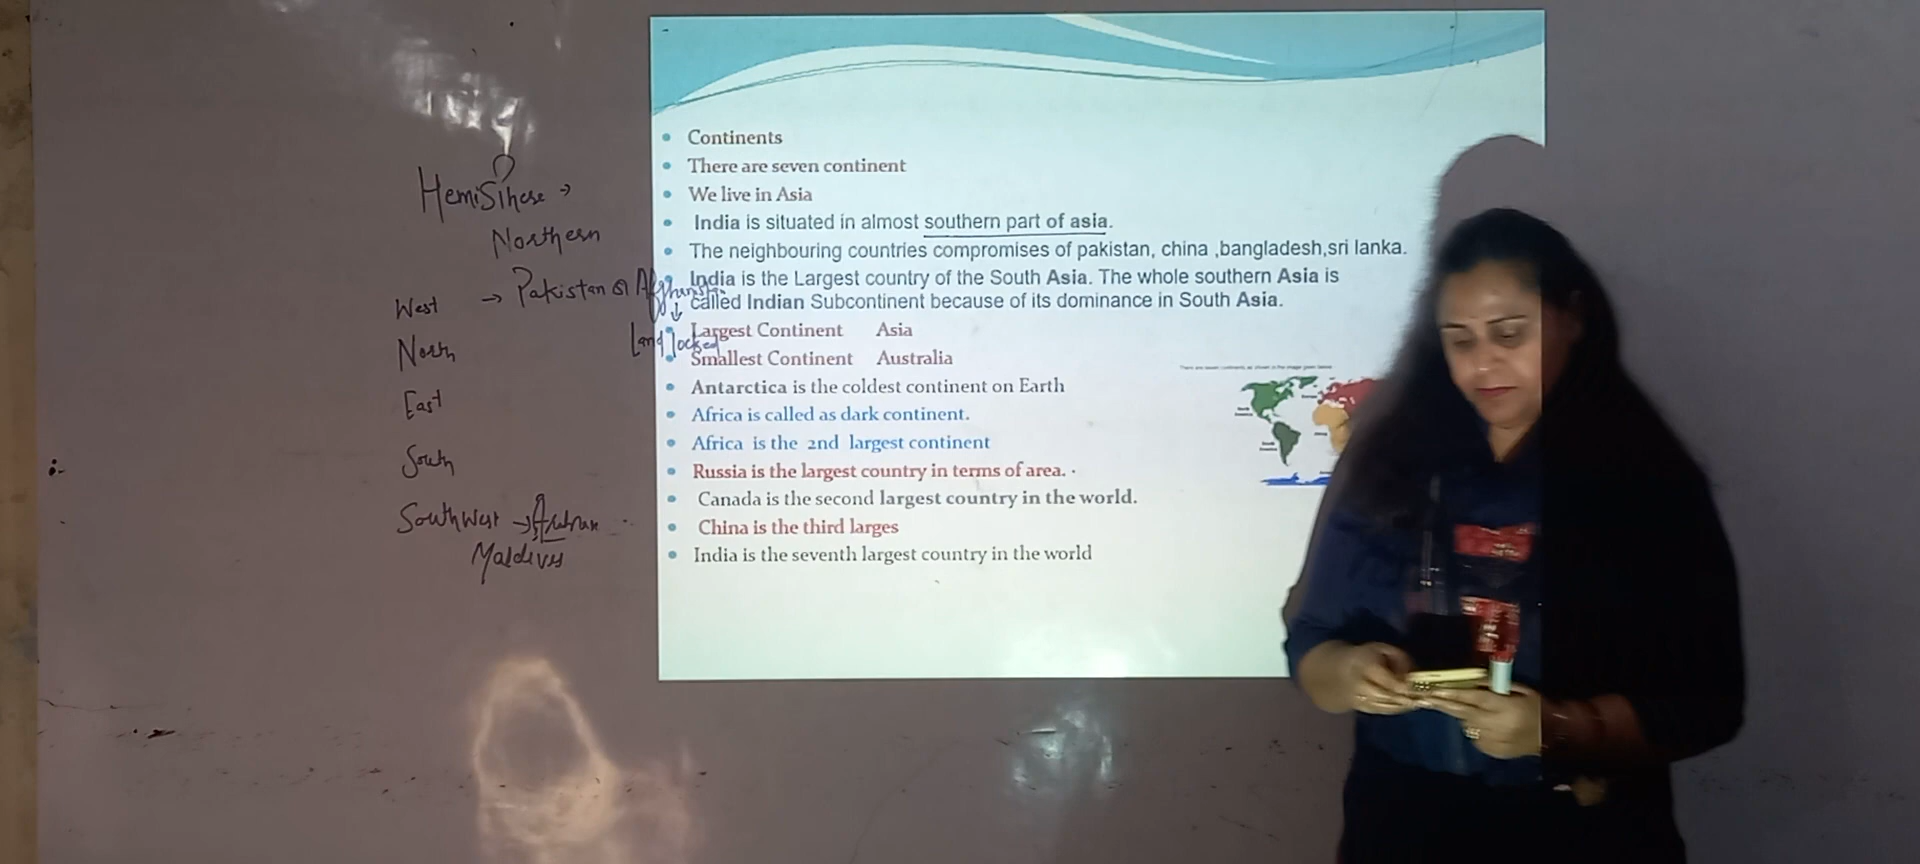 Continents
There are seven continent
We live in Asia
India is situated in almost southern part of asia.
The neighbouring countries compromises of pakistan, china ,bangladesh,sri lanka.
India is the Largest country of the South Asia. The whole southern Asia is
called Indian Subcontinent because of its dominance in South Asia.
Largest Continent Asia
Smallest Continent Australia
Antarctica is the coldest continent on Earth
Africa is called as dark continent.
Africa is the 2nd largest continent
Russia is the largest country in terms of area.
Canada is the second largest country in the world.
China is the third larges
India is the seventh largest country in the world
Northern
West → Pakistan
Land locked
North
East
South
Southwest →
Maldives